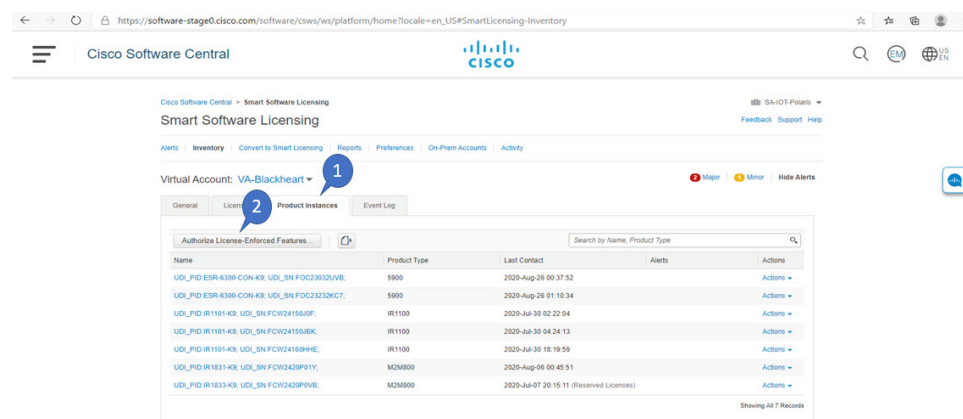 https://software-stage0.cisco.com/software/csws/ws/platform/home?locale=en_US#SmartLicensing-Inventory
Cisco Software Central
CISCO
EM
US
EN
Cisco Software Central > Smart Software Licensing
SA-IOT-Polaris
Smart Software Licensing
Feedback Support Help
Alerts | Inventory | Convert to Smart Licensing | Reports | Preferences | On-Prem Accounts | Activity
1
Virtual Account: VA-Blackheart
2 Major
Minor
Hide Alerts
General
Licen
2
Product Instances
Event Log
Authorize License-Enforced Features...
Search by Name, Product Type
Name Product Type Last Contact Alerts Actions
UDI_PID:ESR-6300-CON-K9; UDI_SN:FOC23032UVB; 5900 2020-Aug-26 00:37:52 Actions
UDI_PID:ESR-6300-CON-K9; UDI_SN:FOC23232KC7; 5900 2020-Aug-26 01:10:34 Actions
UDI_PID:IR1101-K9; UDI_SN:FCW24150J0F; IR1100 2020-Jul-30 02:22:04 Actions
UDI_PID:IR1101-K9; UDI_SN:FCW24150JBK; IR1100 2020-Jul-30 04:24:13 Actions
UDI_PID:IR1101-K9; UDI_SN:FCW24160HHE; IR1100 2020-Jul-30 18:19:59 Actions
UDI_PID:IR1831-K9; UDI_SN:FCW2420P01Y; M2M800 2020-Aug-06 00:45:51 Actions
UDI_PID:IR1833-K9; UDI_SN:FCW2420P0VB; M2M800 2020-Jul-07 20:15:11 (Reserved Licenses) Actions
Showing All 7 Records